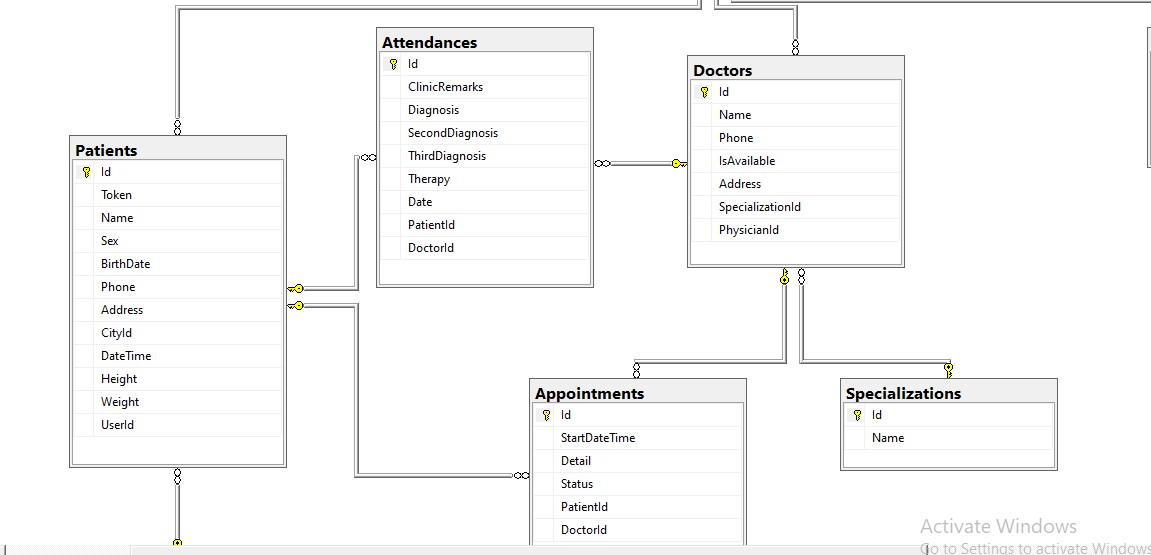 Attendances
Id
ClinicRemarks
Diagnosis
SecondDiagnosis
ThirdDiagnosis
Therapy
Date
PatientId
DoctorId
Doctors
Id
Name
Phone
IsAvailable
Address
SpecializationId
PhysicianId
Patients
Id
Token
Name
Sex
BirthDate
Phone
Address
CityId
DateTime
Height
Weight
UserId
Appointments
Id
StartDateTime
Detail
Status
PatientId
DoctorId
Specializations
Id
Name
Activate Windows
Go to Settings to activate Windows